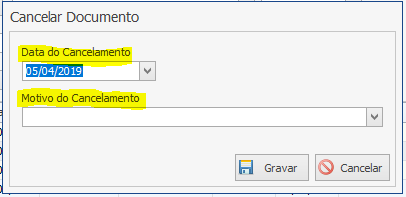 Cancelar Documento
Data do Cancelamento
05/04/2019
Motivo do Cancelamento
Gravar Cancelar